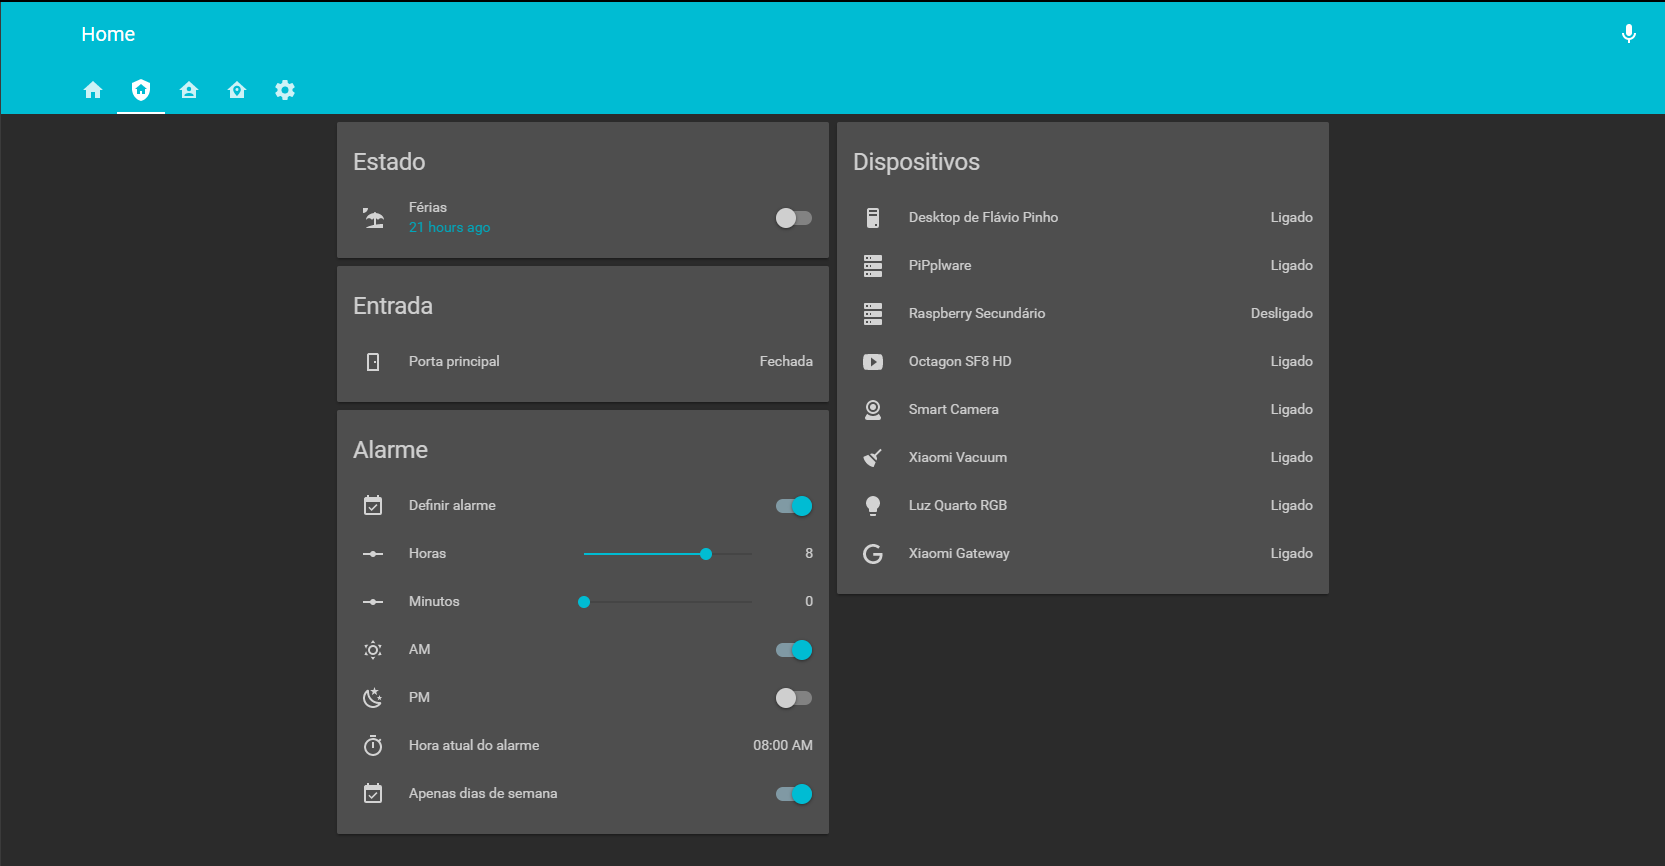 Home
Estado
Férias
21 hours ago
Entrada
Porta principal Fechada
Alarme
Definir alarme
Horas 8
Minutos 0
AM
PM
Hora atual do alarme 08:00 AM
Apenas dias de semana
Dispositivos
Desktop de Flávio Pinho Ligado
PiPplware Ligado
Raspberry Secundário Desligado
Octagon SF8 HD Ligado
Smart Camera Ligado
Xiaomi Vacuum Ligado
Luz Quarto RGB Ligado
Xiaomi Gateway Ligado